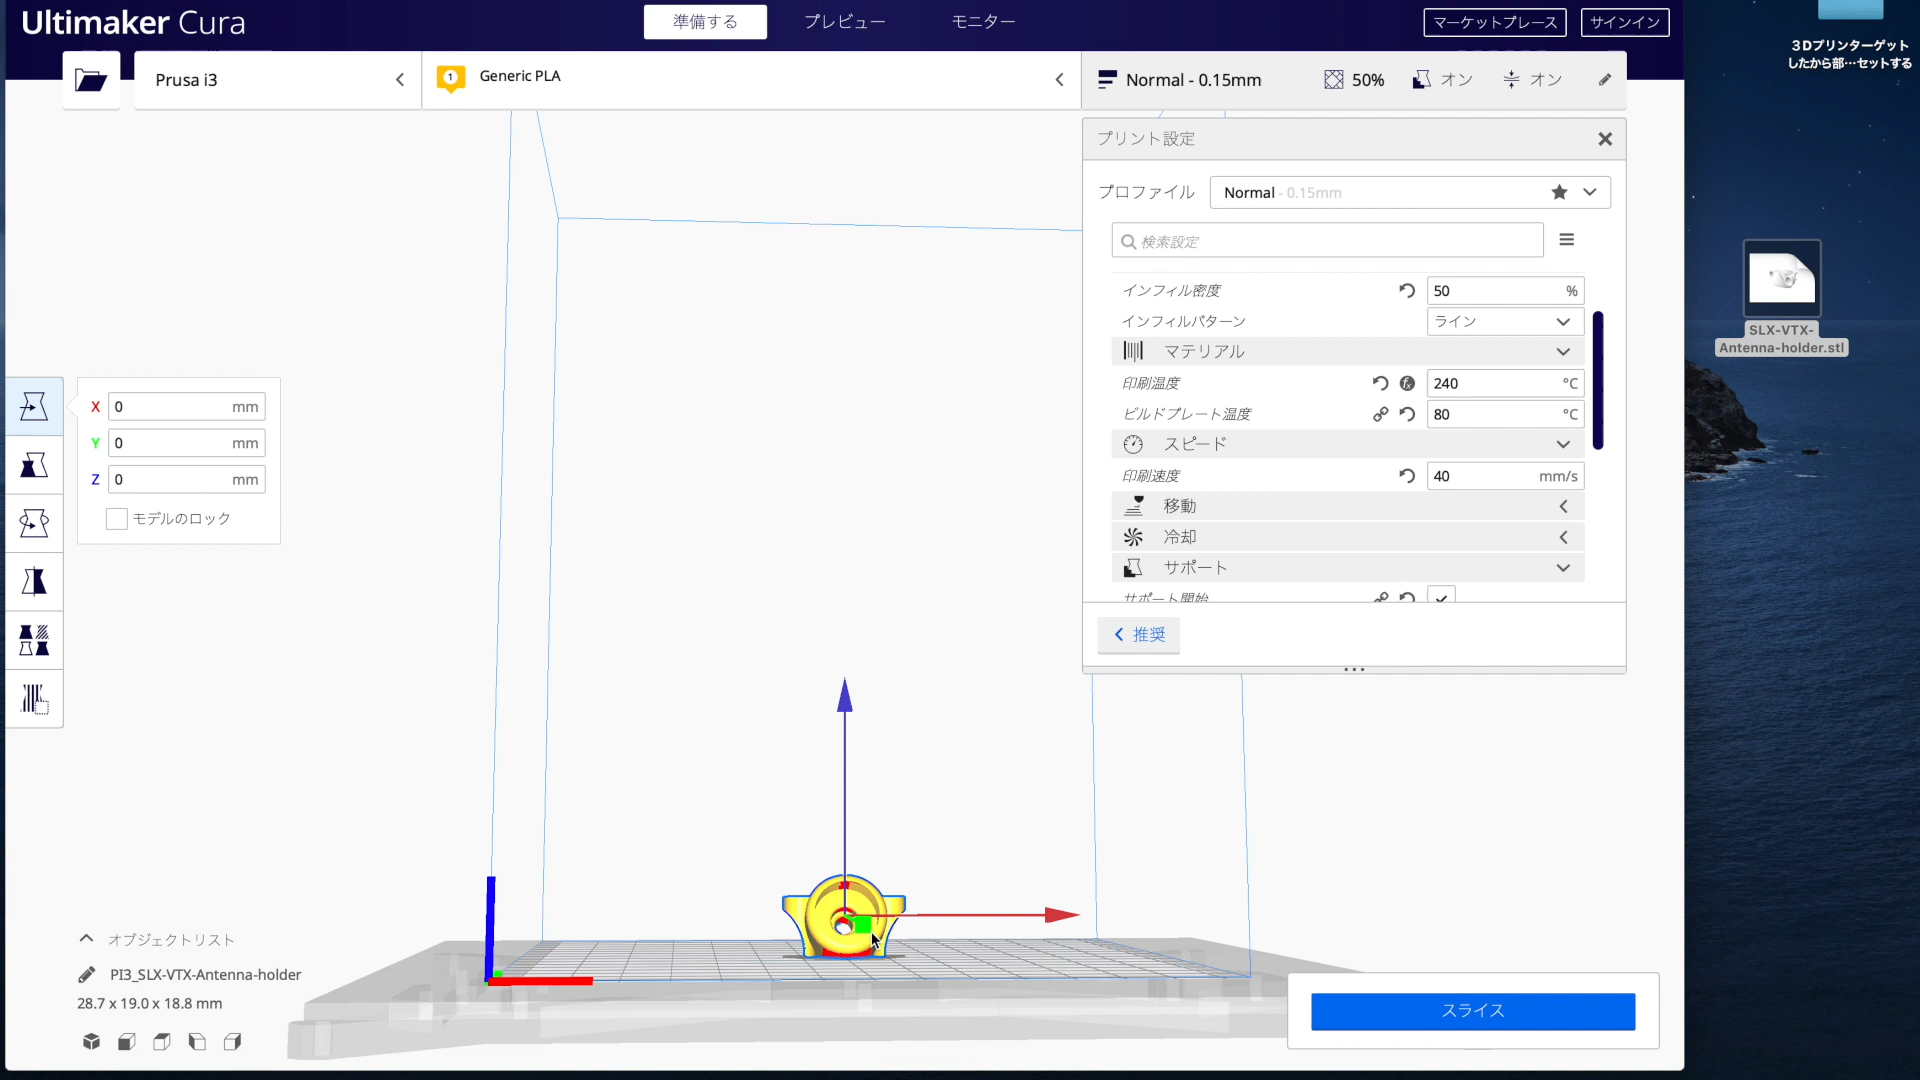 Ultimaker Cura
準備する
プレビュー
モニター
マーケットプレース
サインイン
3Dプリンターゲット
したから部…セットする
Prusa i3
1
Generic PLA
Normal - 0.15mm
50%
オン
オン
プリント設定
プロファイル
Normal - 0.15mm
検索設定
インフィル密度
50 %
インフィルパターン
ライン
マテリアル
印刷温度
240 °C
ビルドプレート温度
80 °C
スピード
印刷速度
40 mm/s
移動
冷却
サポート
サポート開始
推奨
SLX-VTX-
Antenna-holder.stl
X 0 mm
Y 0 mm
Z 0 mm
モデルのロック
オブジェクトリスト
PI3_SLX-VTX-Antenna-holder
28.7 x 19.0 x 18.8 mm
スライス